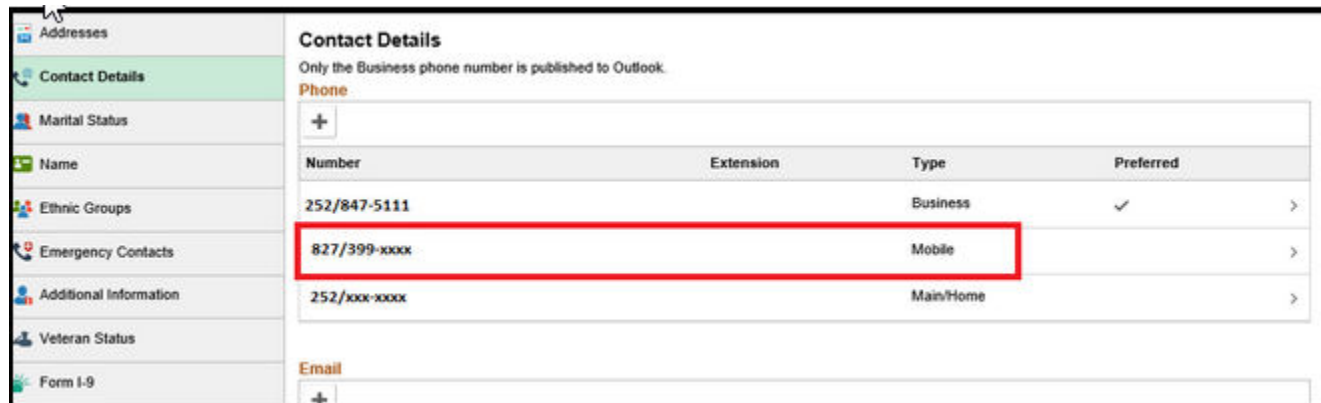 Addresses
Contact Details
Marital Status
Name
Ethnic Groups
Emergency Contacts
Additional Information
Veteran Status
Form I-9
Contact Details
Only the Business phone number is published to Outlook.
Phone
+
Number Extension Type Preferred
252/847-5111 Business ✓ >
827/399-xxxx Mobile >
252/xxx-xxxx Main/Home >
Email
+